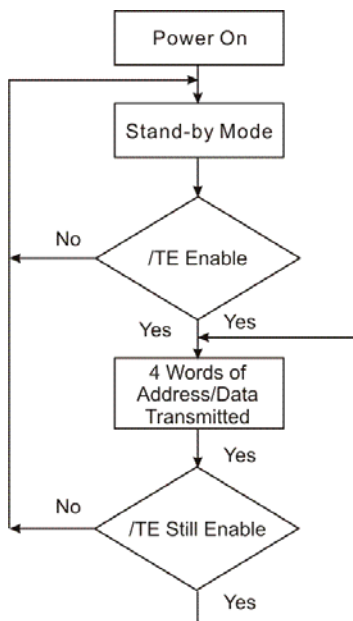 Power On
Stand-by Mode
No
/TE Enable
Yes
Yes
4 Words of
Address/Data
Transmitted
Yes
No
/TE Still Enable
Yes